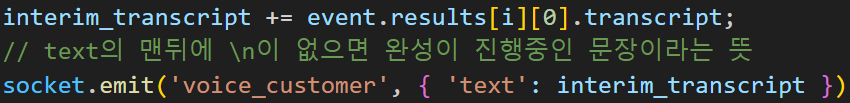 interim_transcript += event.results[i][0].transcript;
// text의 맨뒤에 \n이 없으면 완성이 진행중인 문장이라는 뜻
socket.emit('voice_customer', { 'text': interim_transcript })